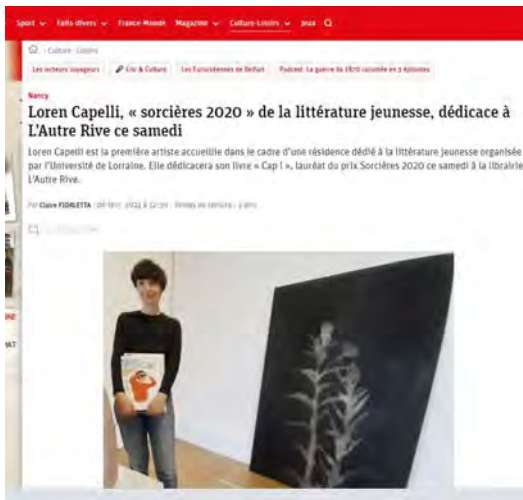 Sport Faits divers France-Monde Magazine Culture-Loisirs Jeux
Culture - Loisirs
Les lecteurs voyageurs Lire & Culture Les Eurockéennes de Belfort Podcast La guerre de 1870 racontée en 5 épisodes
Nancy
Loren Capelli, « sorcières 2020 » de la littérature jeunesse, dédicace à
L'Autre Rive ce samedi
Loren Capelli est la première artiste accueillie dans le cadre d'une résidence dédié à la littérature jeunesse organisée
par l'Université de Lorraine. Elle dédicacera son livre « Cap ! », lauréat du prix Sorcières 2020 ce samedi à la librairie
L'Autre Rive.
Par Claire FIORLETTA